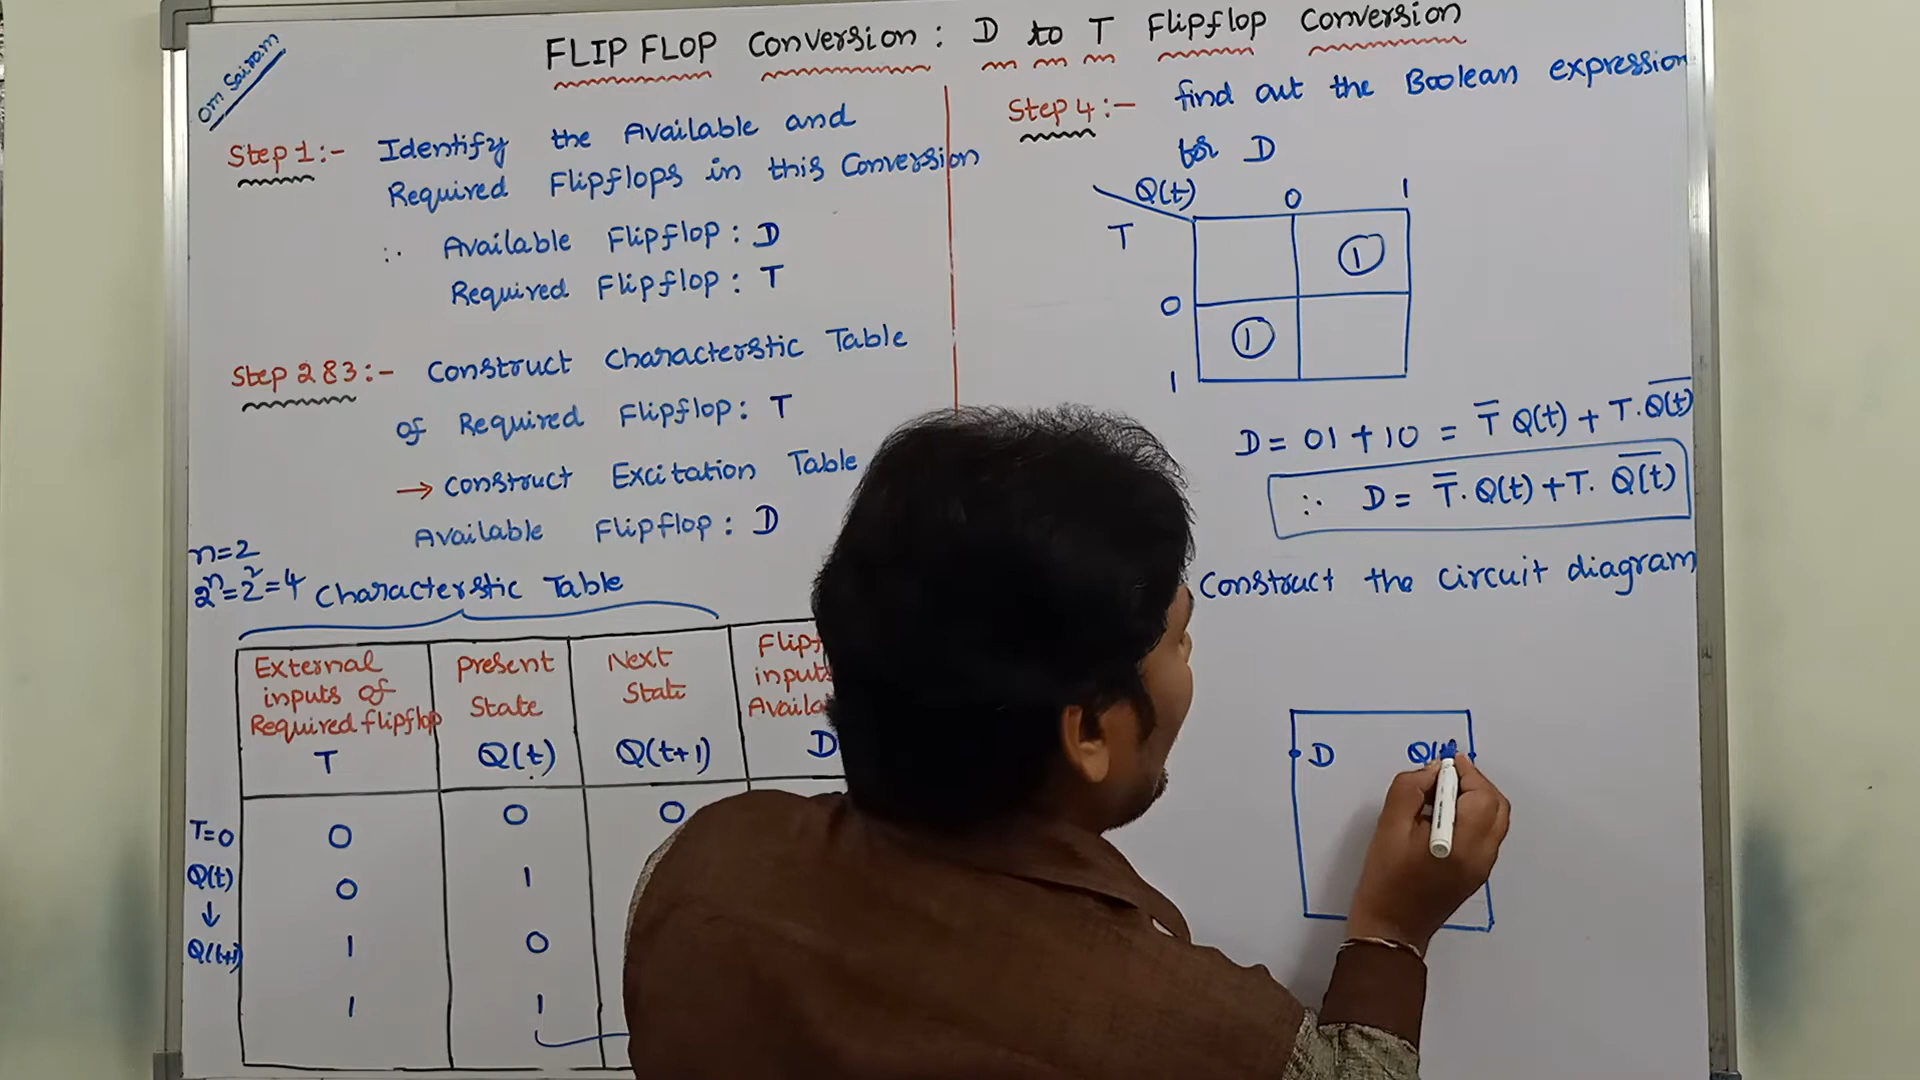 om Sairam
FLIP FLOP Conversion: D to T Flipflop Conversion
Step 1:- Identify the Available and
Required Flipflops in this Conversion
∴ Available Flipflop: D
Required Flipflop: T
Step 2&3:- Construct Characterstic Table
of Required Flipflop: T
→ Construct Excitation Table
Available Flipflop: D
n=2
2ⁿ=2²=4
Characterstic Table
External inputs of Required flipflop T
Present State Q(t)
Next State Q(t+1)
inputs
D
T=0
Q(t)
↓
Q(t+1)
0 0 0
0 1
1 0
1 1
Step 4:- find out the Boolean expression
for D
Q(t) 0 1
T
1
0
1
1
D = 01 + 10 = T̅ Q(t) + T.Q̅(̅t̅)̅
∴ D = T̅. Q(t) + T. Q̅(̅t̅)̅
Construct the circuit diagram
D